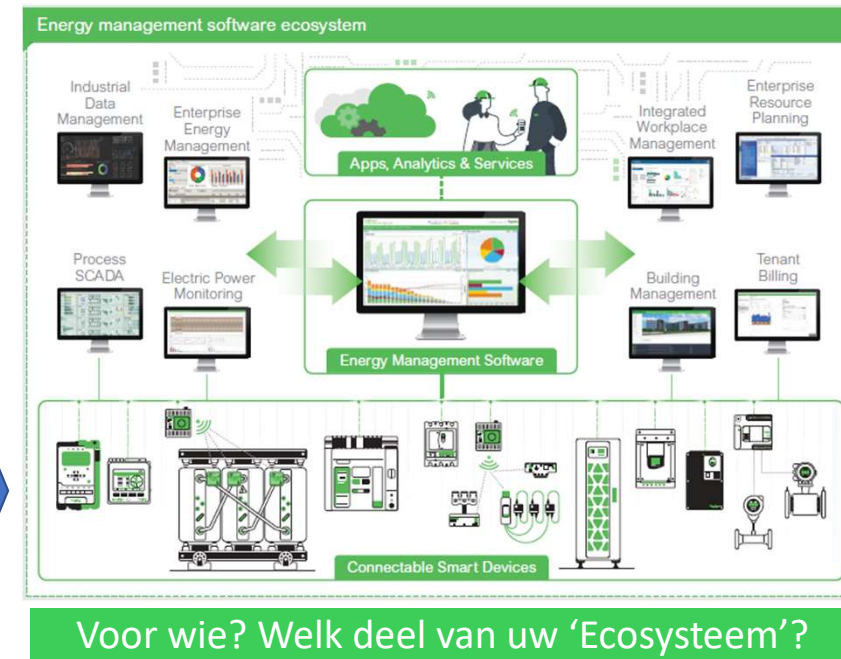 Energy management software ecosystem
Industrial
Data
Management
Enterprise
Energy
Management
Apps, Analytics & Services
Integrated
Workplace
Management
Enterprise
Resource
Planning
Process
SCADA
Electric Power
Monitoring
Energy Management Software
Building
Management
Tenant
Billing
Connectable Smart Devices
Voor wie? Welk deel van uw ‘Ecosysteem’?